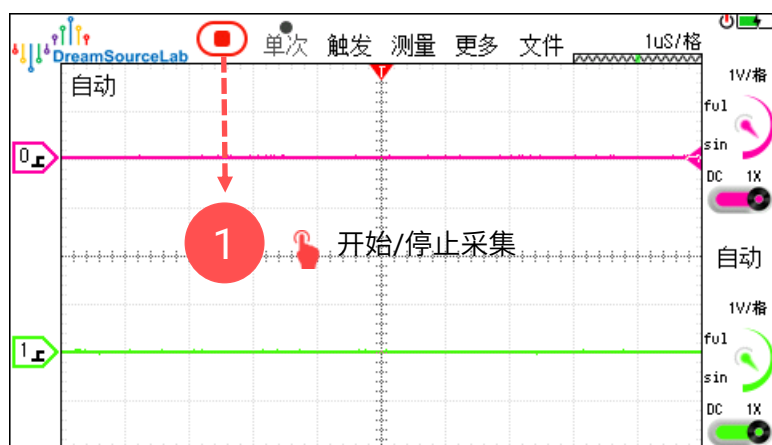 DreamSourceLab
单次 触发 测量 更多 文件
1uS/格
T
自动
1V/格
ful
sin
DC 1X
0
1 开始/停止采集
自动
1V/格
ful
sin
DC 1X
1